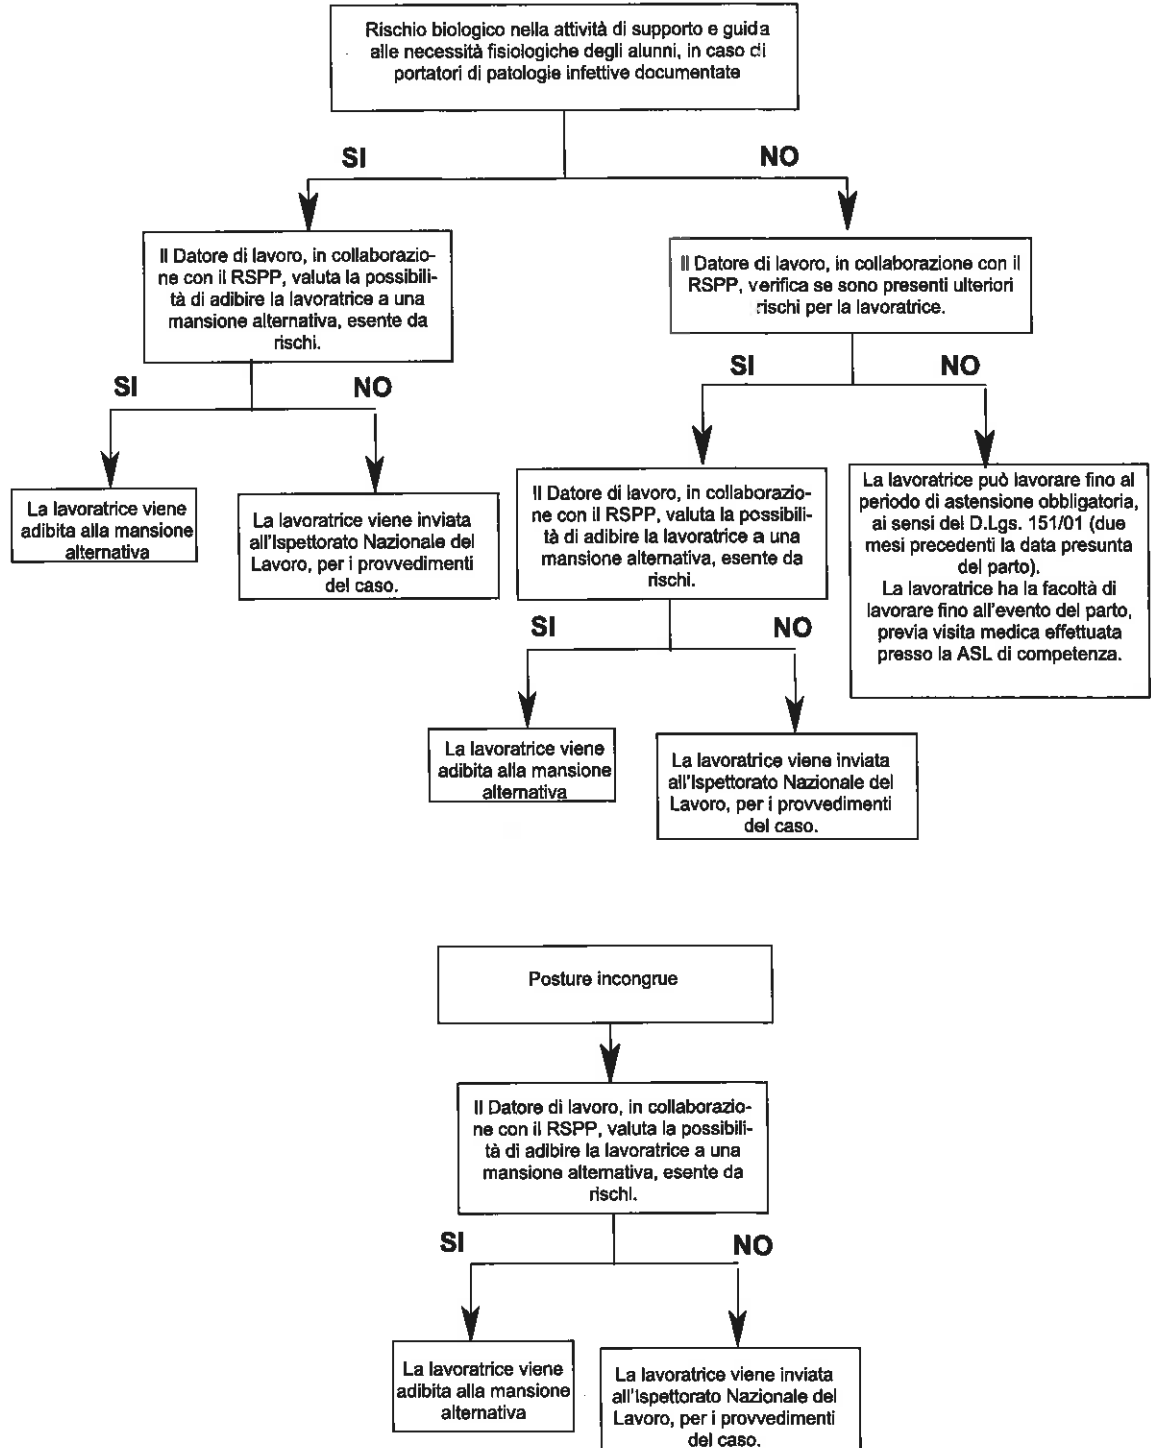 Rischio biologico nella attività di supporto e guida
alle necessità fisiologiche degli alunni, in caso di
portatori di patologie infettive documentate
SI
NO
Il Datore di lavoro, in collaborazio-
ne con il RSPP, valuta la possibili-
tà di adibire la lavoratrice a una
mansione alternativa, esente da
rischi.
Il Datore di lavoro, in collaborazione con il
RSPP, verifica se sono presenti ulteriori
rischi per la lavoratrice.
SI
NO
SI
NO
La lavoratrice viene
adibita alla mansione
alternativa
La lavoratrice viene inviata
all'Ispettorato Nazionale del
Lavoro, per i provvedimenti
del caso.
Il Datore di lavoro, in collaborazio-
ne con il RSPP, valuta la possibili-
tà di adibire la lavoratrice a una
mansione alternativa, esente da
rischi.
La lavoratrice può lavorare fino al
periodo di astensione obbligatoria,
ai sensi del D.Lgs. 151/01 (due
mesi precedenti la data presunta
del parto).
La lavoratrice ha la facoltà di
lavorare fino all'evento del parto,
previa visita medica effettuata
presso la ASL di competenza.
SI
NO
La lavoratrice viene
adibita alla mansione
alternativa
La lavoratrice viene inviata
all'Ispettorato Nazionale del
Lavoro, per i provvedimenti
del caso.
Posture incongrue
Il Datore di lavoro, in collaborazio-
ne con il RSPP, valuta la possibili-
tà di adibire la lavoratrice a una
mansione alternativa, esente da
rischi.
SI
NO
La lavoratrice viene
adibita alla mansione
alternativa
La lavoratrice viene inviata
all'Ispettorato Nazionale del
Lavoro, per i provvedimenti
del caso.